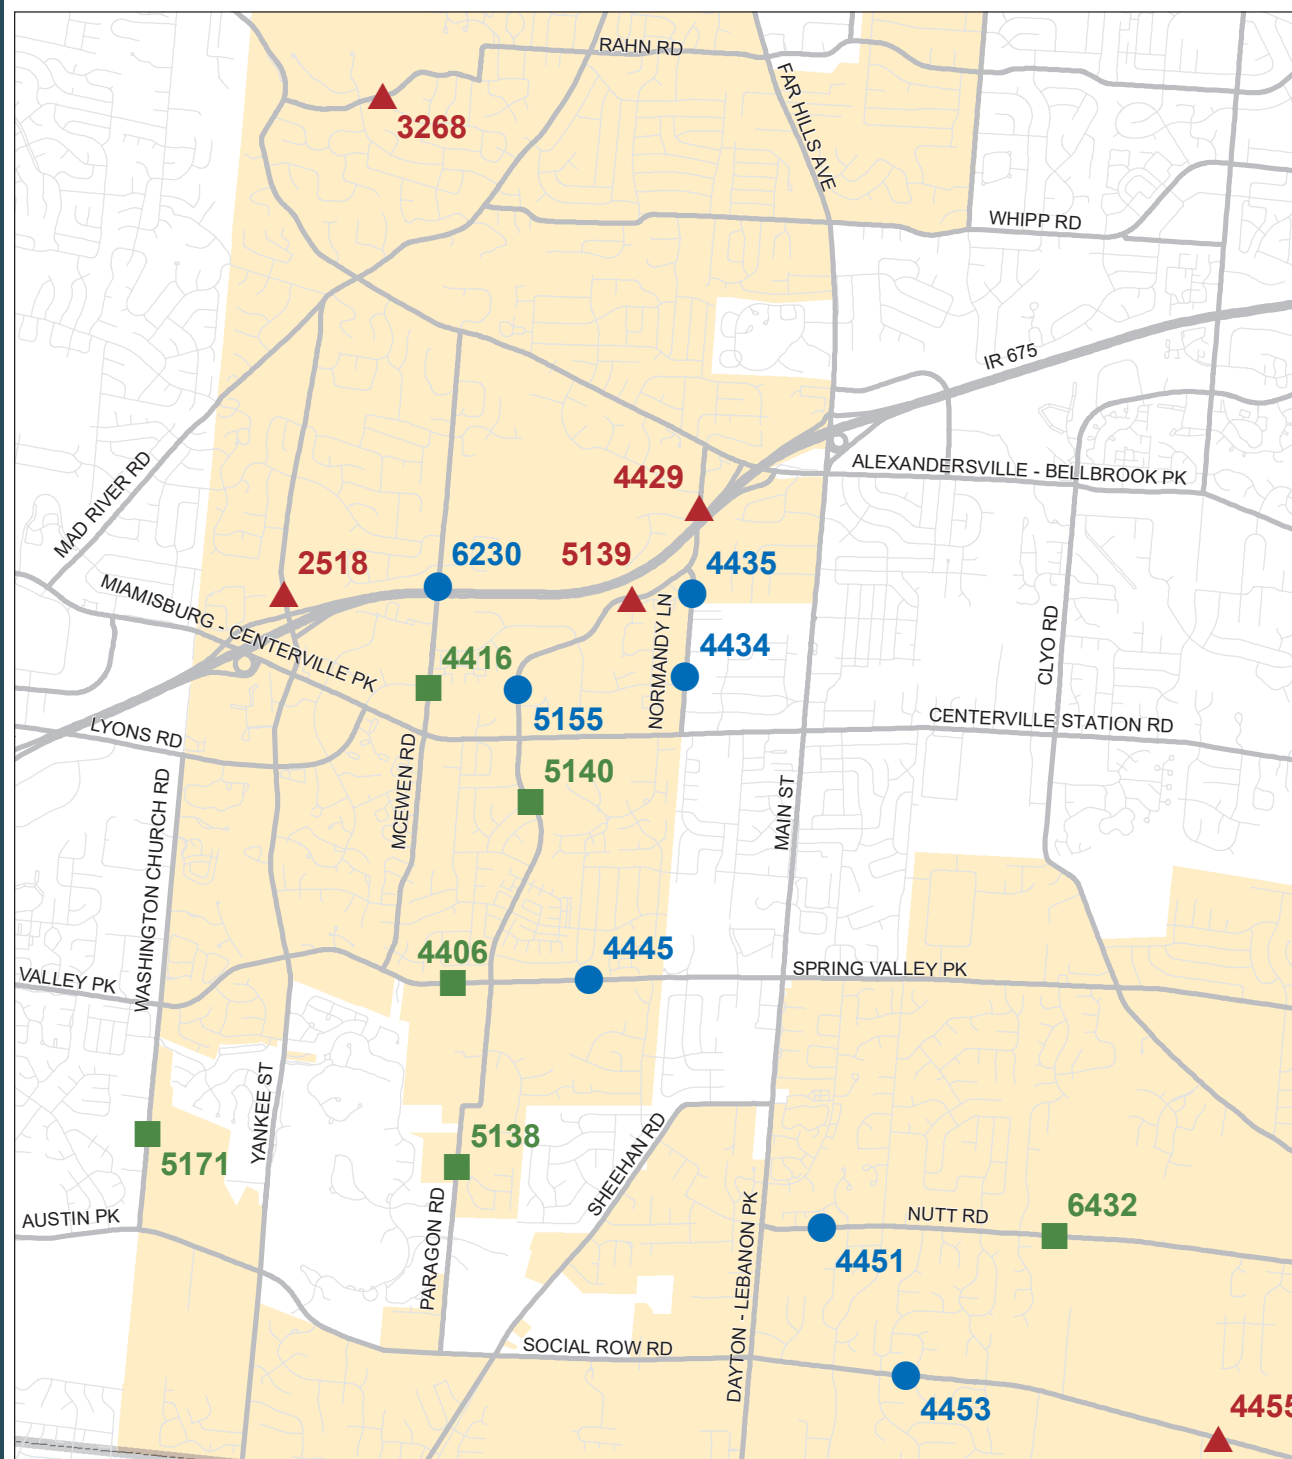 RAHN RD
FAR HILLS AVE
3268
WHIPP RD
IR 675
MAD RIVER RD
4429
ALEXANDERSVILLE - BELLBROOK PK
2518
6230
5139
4435
MIAMISBURG - CENTERVILLE PK
NORMANDY LN
CLYO RD
4416
4434
5155
LYONS RD
CENTERVILLE STATION RD
MCEWEN RD
5140
MAIN ST
WASHINGTON CHURCH RD
4406
4445
VALLEY PK
SPRING VALLEY PK
YANKEE ST
5171
5138
SHEEHAN RD
AUSTIN PK
PARAGON RD
DAYTON - LEBANON PK
NUTT RD
6432
4451
SOCIAL ROW RD
4453
4455